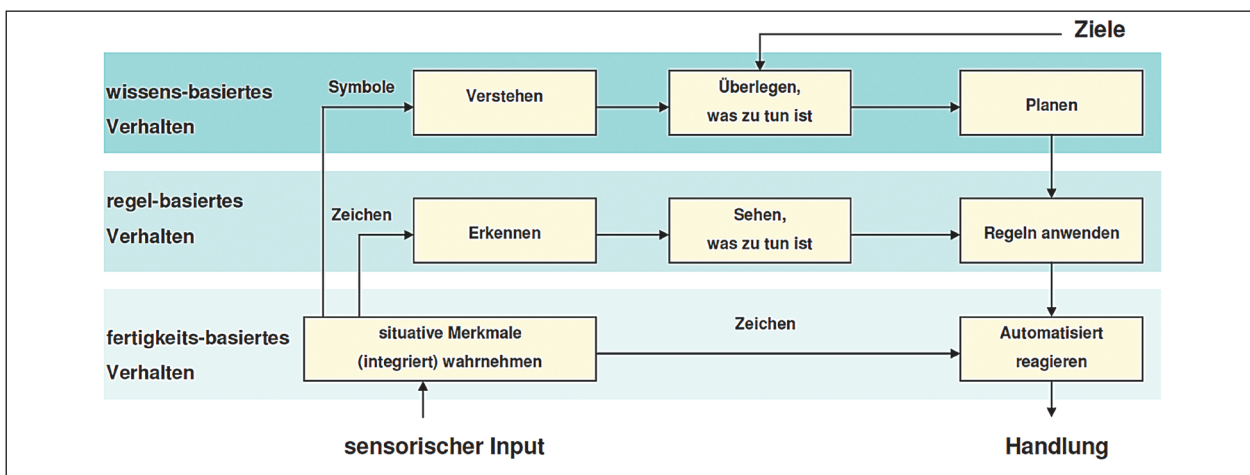 Ziele
wissens-basiertes
Verhalten
Symbole
Verstehen
Überlegen,
was zu tun ist
Planen
regel-basiertes
Verhalten
Zeichen
Erkennen
Sehen,
was zu tun ist
Regeln anwenden
fertigkeits-basiertes
Verhalten
situative Merkmale
(integriert) wahrnehmen
Zeichen
Automatisiert
reagieren
sensorischer Input
Handlung